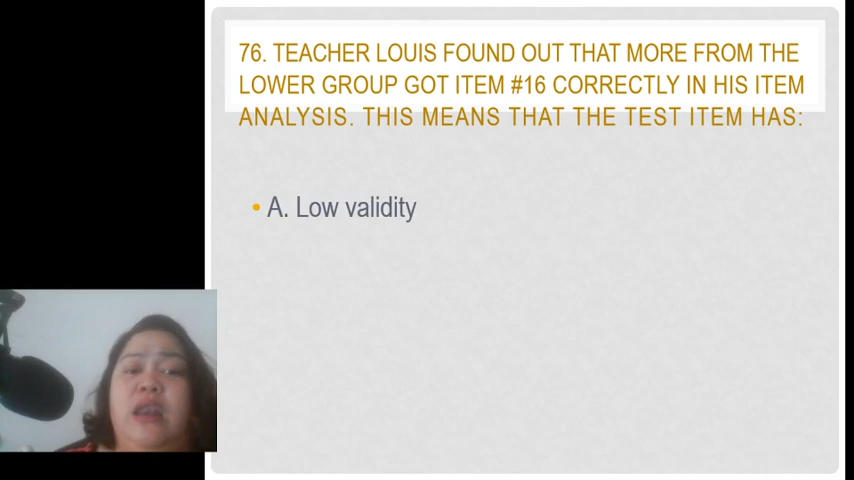 76. TEACHER LOUIS FOUND OUT THAT MORE FROM THE
LOWER GROUP GOT ITEM #16 CORRECTLY IN HIS ITEM
ANALYSIS. THIS MEANS THAT THE TEST ITEM HAS:
• A. Low validity